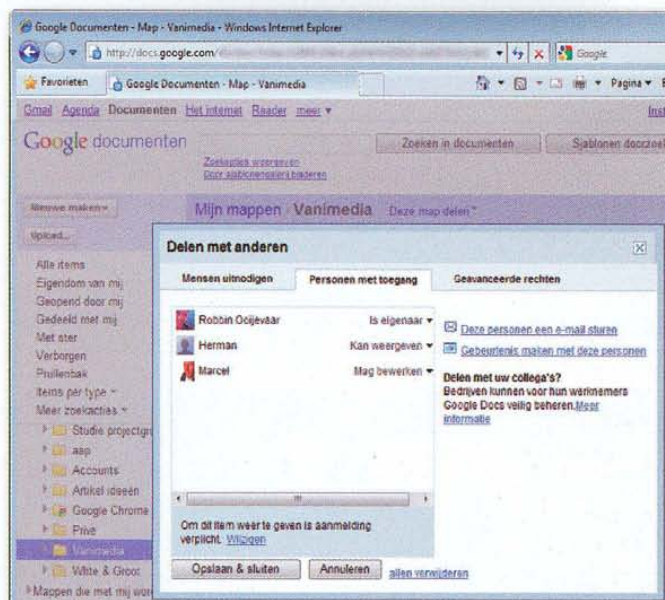 Google Documenten - Map - Vanimedia - Windows Internet Explorer
http://docs.google.com/
Google
Favorieten
Google Documenten - Map - Vanimedia
Pagina
Gmail Agenda Documenten Het internet Reader meer
Google documenten
Zoeken in documenten
Sjablonen doorzoek
Zoekopties weergeven
Door sjablonengalerij bladeren
Nieuwe maken
Mijn mappen Vanimedia Deze map delen
Upload...
Delen met anderen
Alle items
Mensen uitnodigen
Personen met toegang
Geavanceerde rechten
Eigendom van mij
Geopend door mij
Gedeeld met mij
Robbin Ooijevaar
Is eigenaar
Deze personen een e-mail sturen
Met ster
Herman
Kan weergeven
Gebeurtenis maken met deze personen
Verborgen
Prullenbak
Marcel
Mag bewerken
Delen met uw collega's?
Items per type
Bedrijven kunnen voor hun werknemers
Meer zoekacties
Google Docs veilig beheren. Meer
informatie
Studie projectgr
aap
Accounts
Artikel ideeën
Google Chrome
Prive
Om dit item weer te geven is aanmelding
verplicht. Wijzigen
Vanimedia
White & Groot
Opslaan & sluiten
Annuleren
allen verwijderen
Mappen die met mij wor